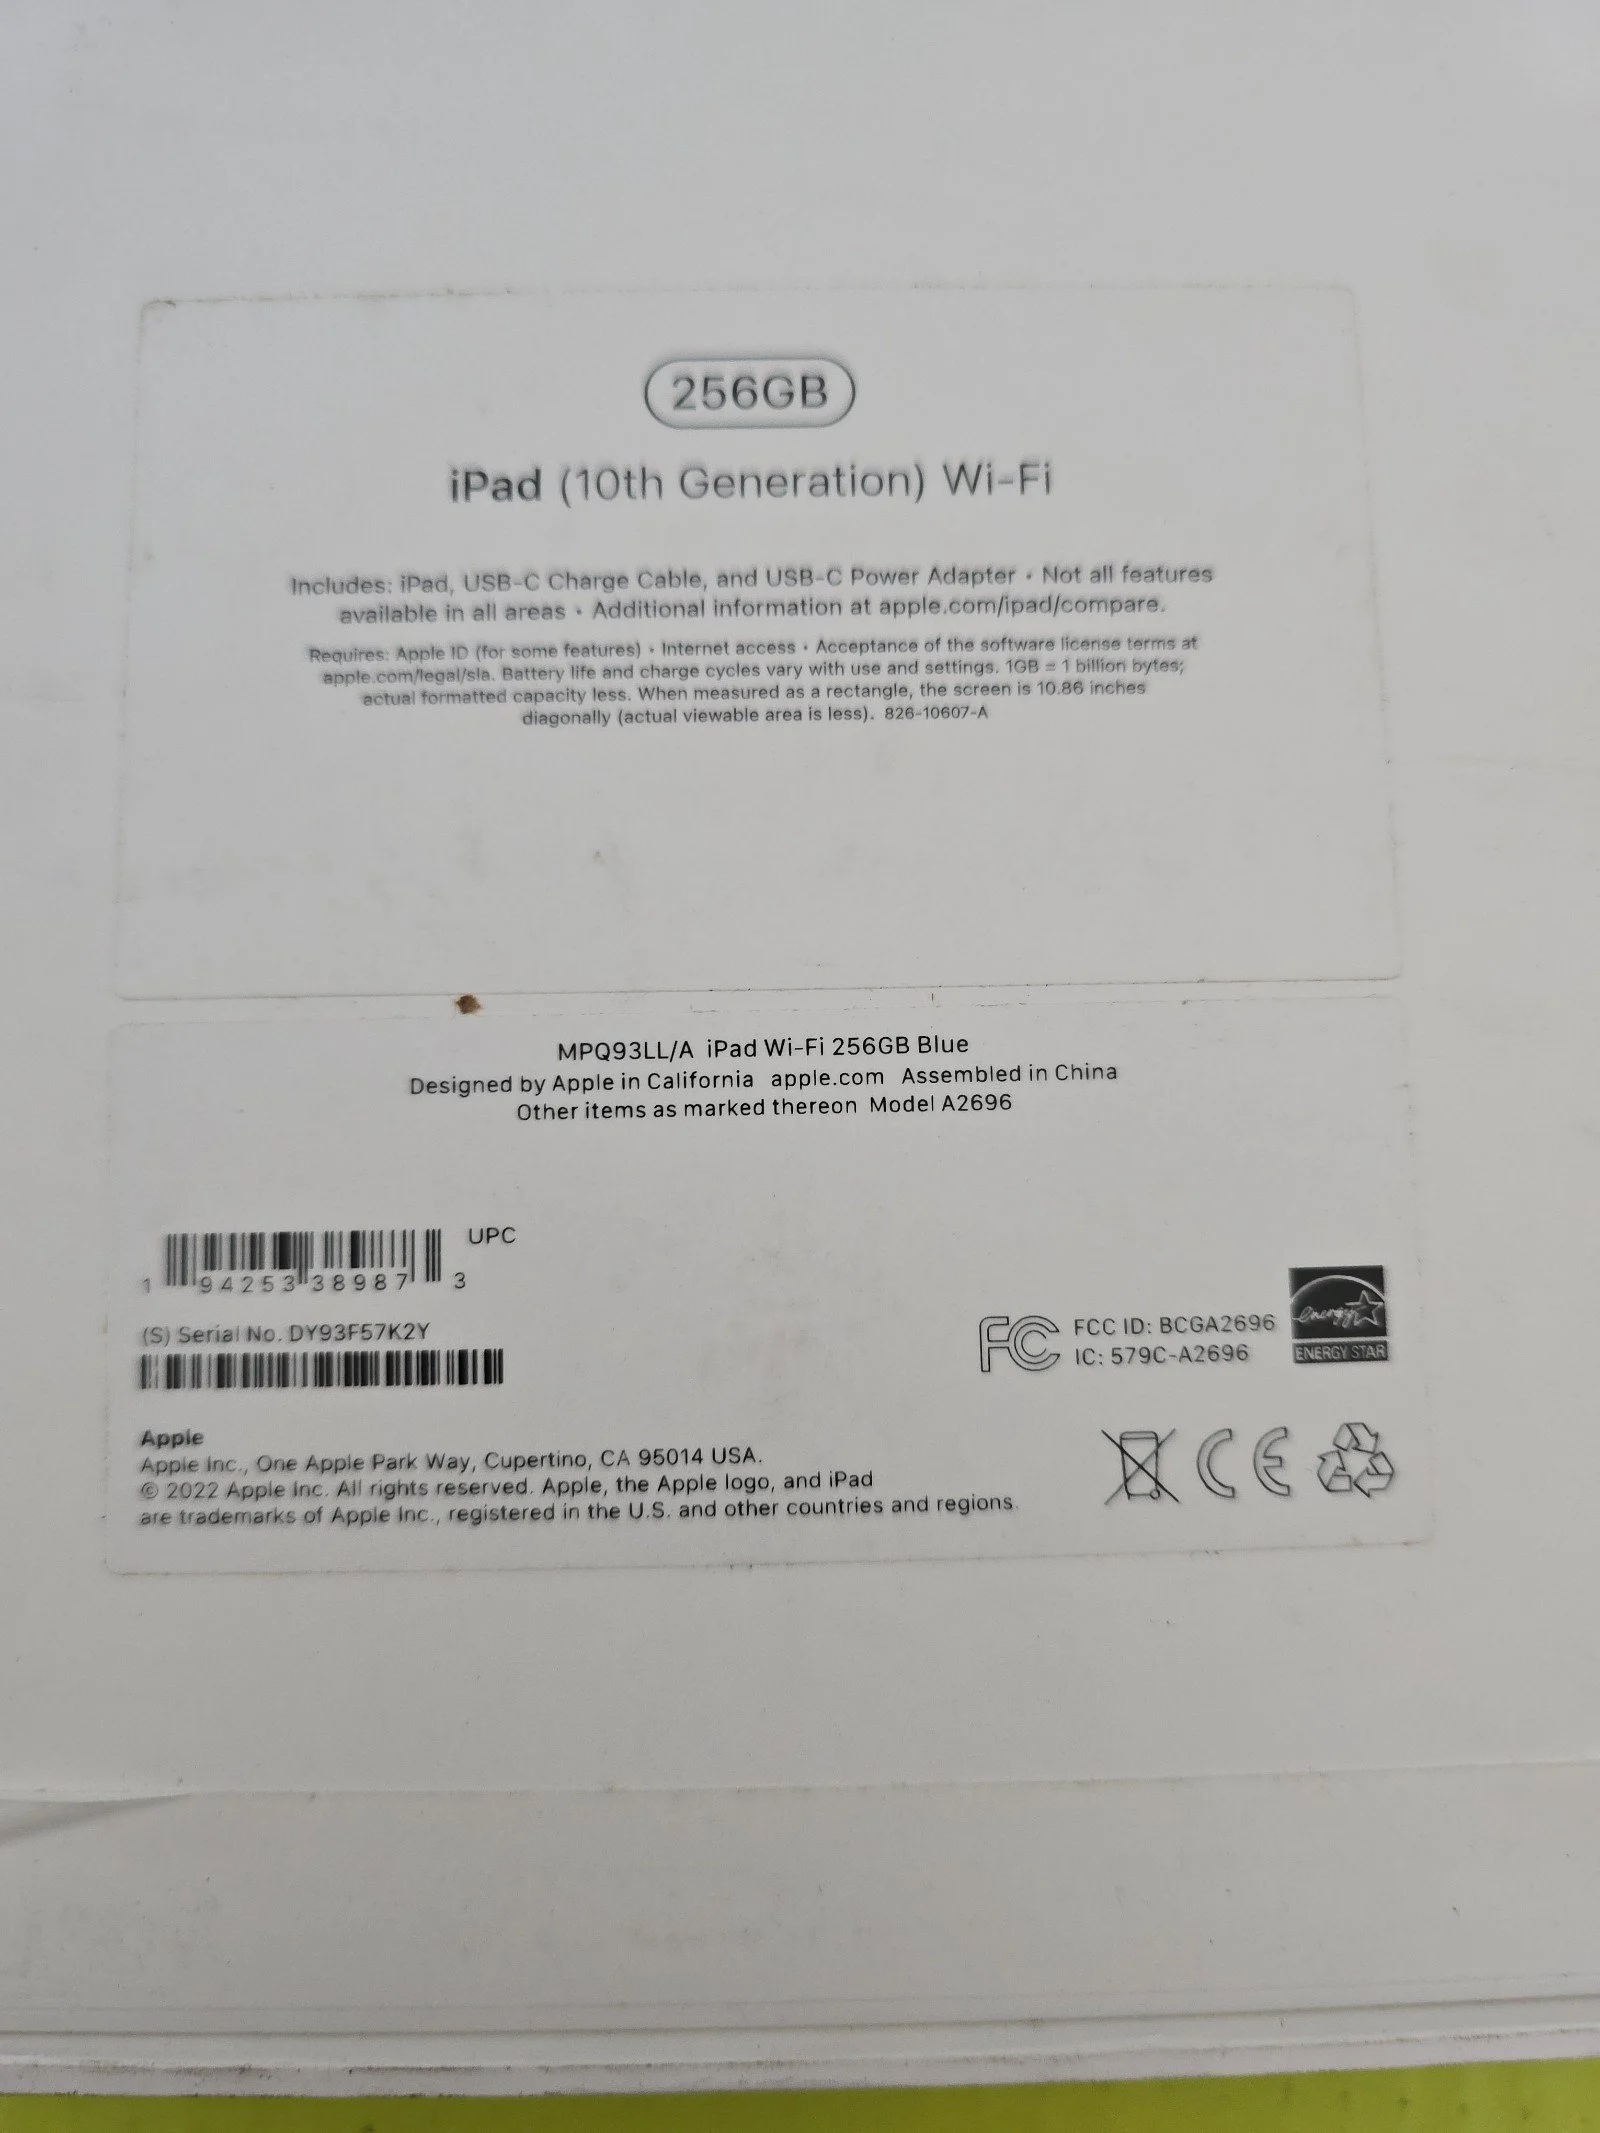 256GB
iPad (10th Generation) Wi-Fi
Includes: iPad, USB-C Charge Cable, and USB-C Power Adapter • Not all features
available in all areas • Additional information at apple.com/ipad/compare.
Requires: Apple ID (for some features) • Internet access • Acceptance of the software license terms at
apple.com/legal/sla. Battery life and charge cycles vary with use and settings. 1GB = 1 billion bytes;
actual formatted capacity less. When measured as a rectangle, the screen is 10.86 inches
diagonally (actual viewable area is less). 826-10607-A
MPQ93LL/A iPad Wi-Fi 256GB Blue
Designed by Apple in California apple.com Assembled in China
Other items as marked thereon Model A2696
UPC
1 94253 38987 3
(S) Serial No. DY93F57K2Y
FCC ID: BCGA2696
IC: 579C-A2696
energy
ENERGY STAR
Apple
Apple Inc., One Apple Park Way, Cupertino, CA 95014 USA.
© 2022 Apple Inc. All rights reserved. Apple, the Apple logo, and iPad
are trademarks of Apple Inc., registered in the U.S. and other countries and regions.
CE